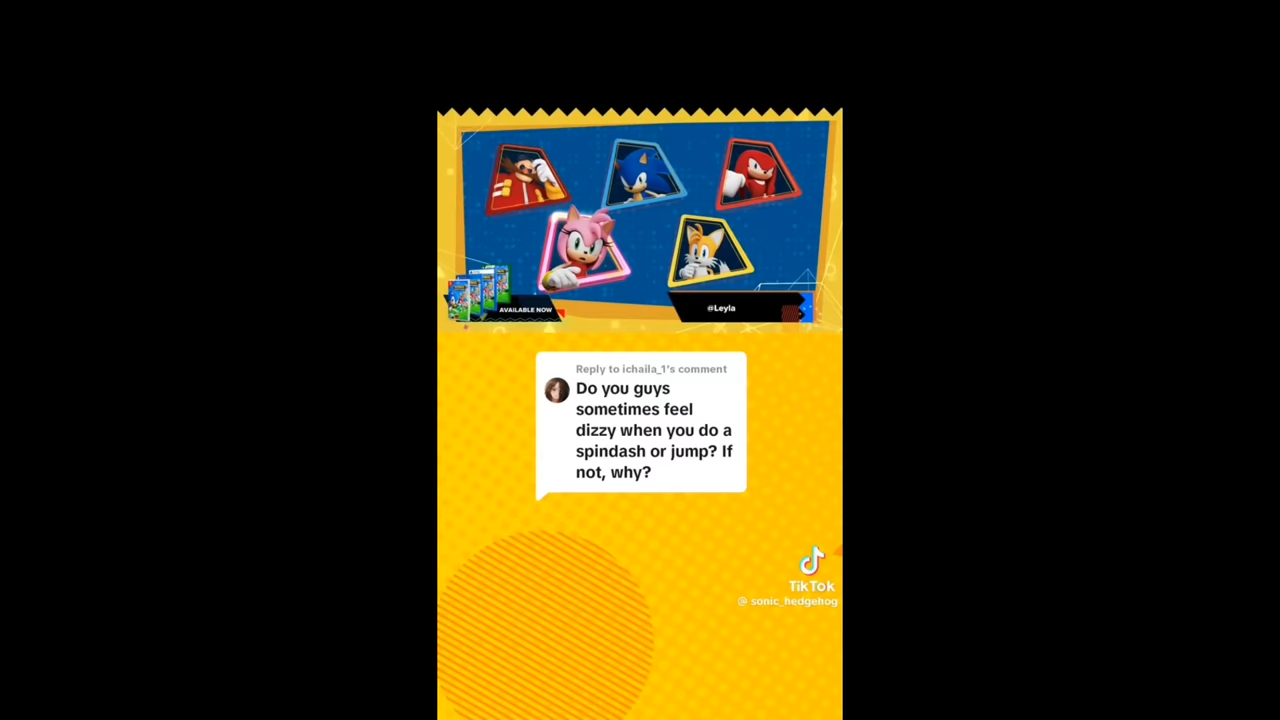 AVAILABLE NOW
@Leyla
Reply to ichaila_1's comment
Do you guys
sometimes feel
dizzy when you do a
spindash or jump? If
not, why?
TikTok
@ sonic_hedgehog